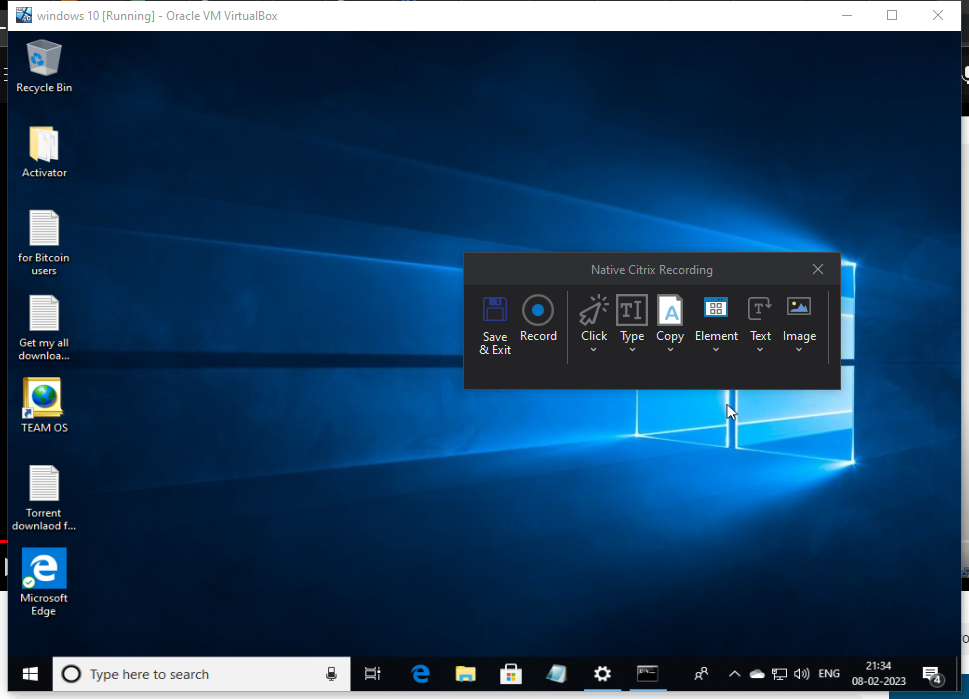 windows 10 [Running] - Oracle VM VirtualBox
Recycle Bin
Activator
for Bitcoin
users
Get my all
downloa...
TEAM OS
Torrent
downlaod f...
Microsoft
Edge
Native Citrix Recording
Save
& Exit
Record
Click
Type
Copy
Element
Text
Image
Type here to search
ENG
21:34
08-02-2023
4